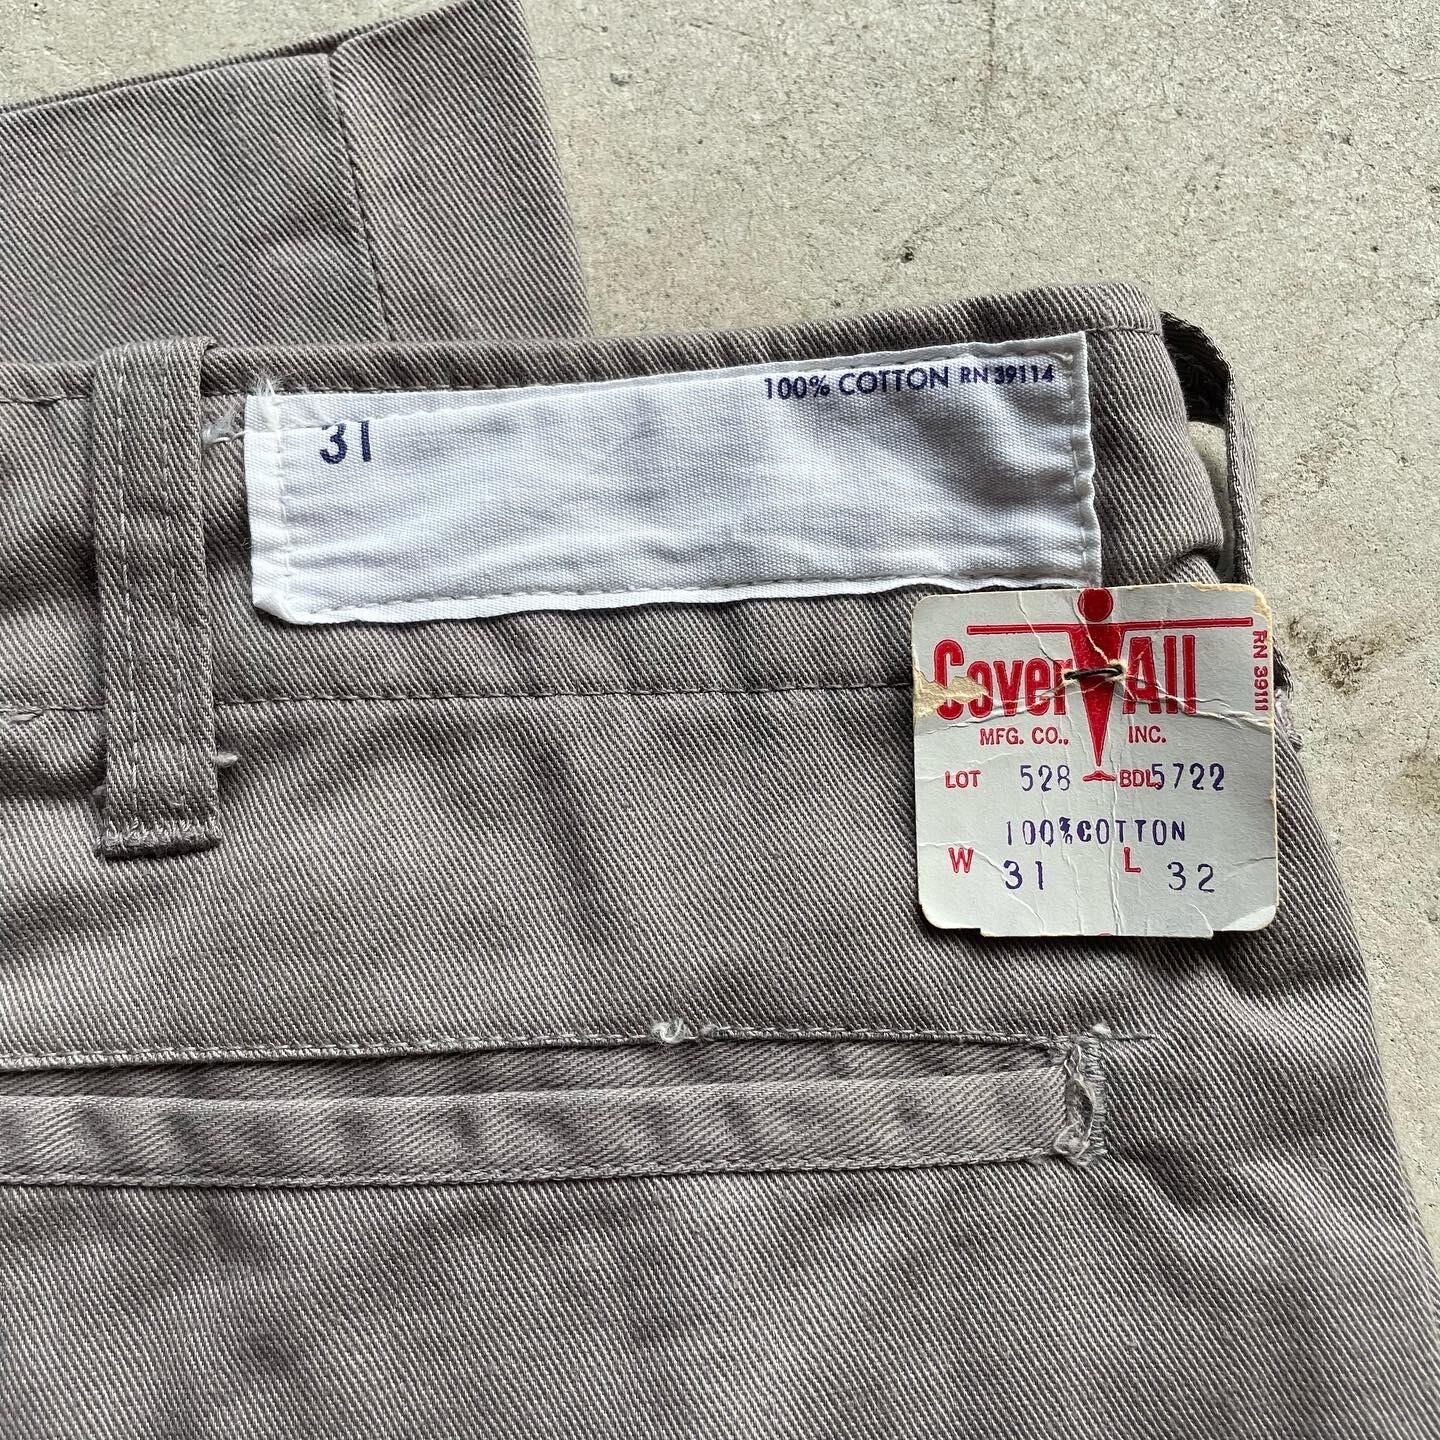 100% COTTON RN 39114
31
Cover All
RN 39111
MFG. CO., INC.
LOT 528 BDL 5722
100% COTTON
W 31 L 32